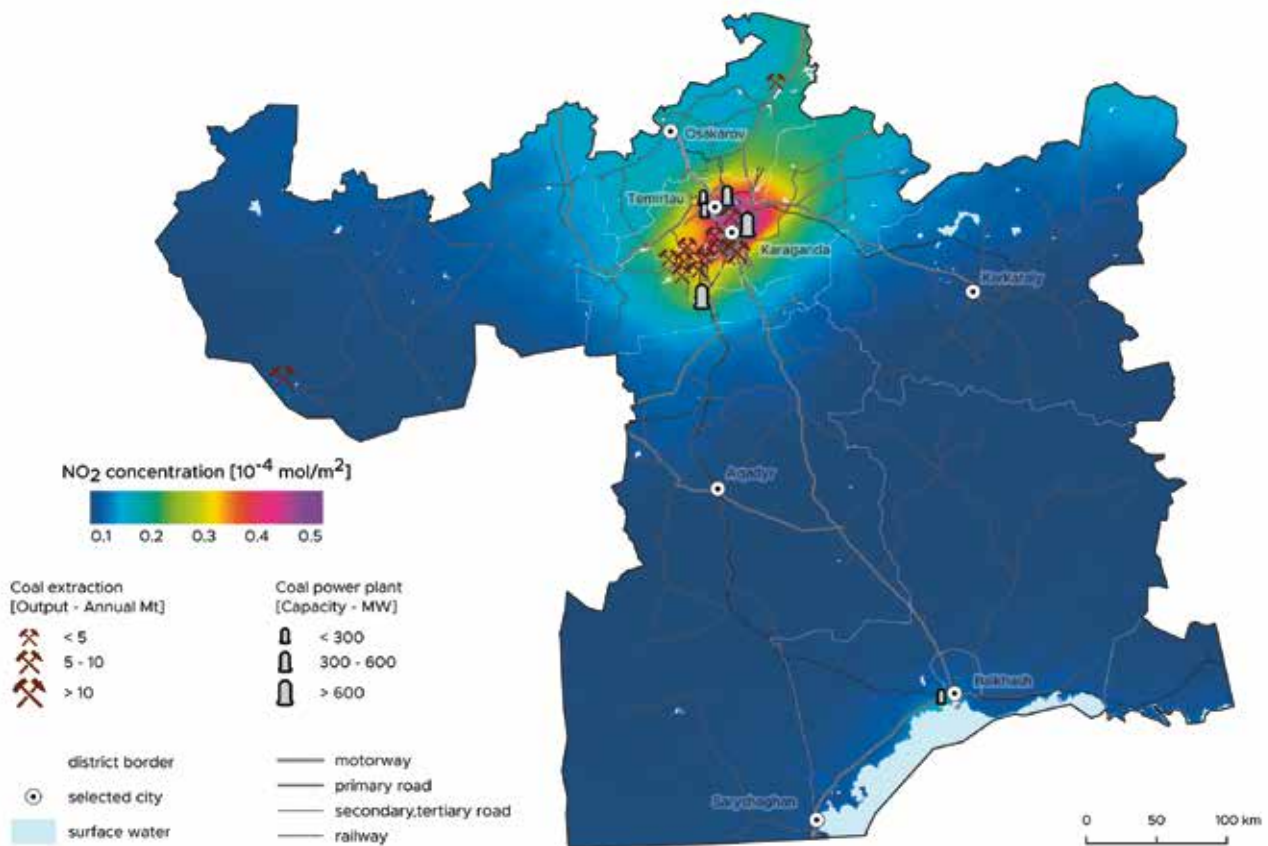 Osakarov
Temirtau
Karaganda
Karkaraly
Aqadyr
Balkhash
Saryshaghan
NO2 concentration [10-4 mol/m2]
0.1 0.2 0.3 0.4 0.5
Coal extraction
[Output - Annual Mt]
< 5
5 - 10
> 10
Coal power plant
[Capacity - MW]
< 300
300 - 600
> 600
district border
selected city
surface water
motorway
primary road
secondary,tertiary road
railway
0 50 100 km